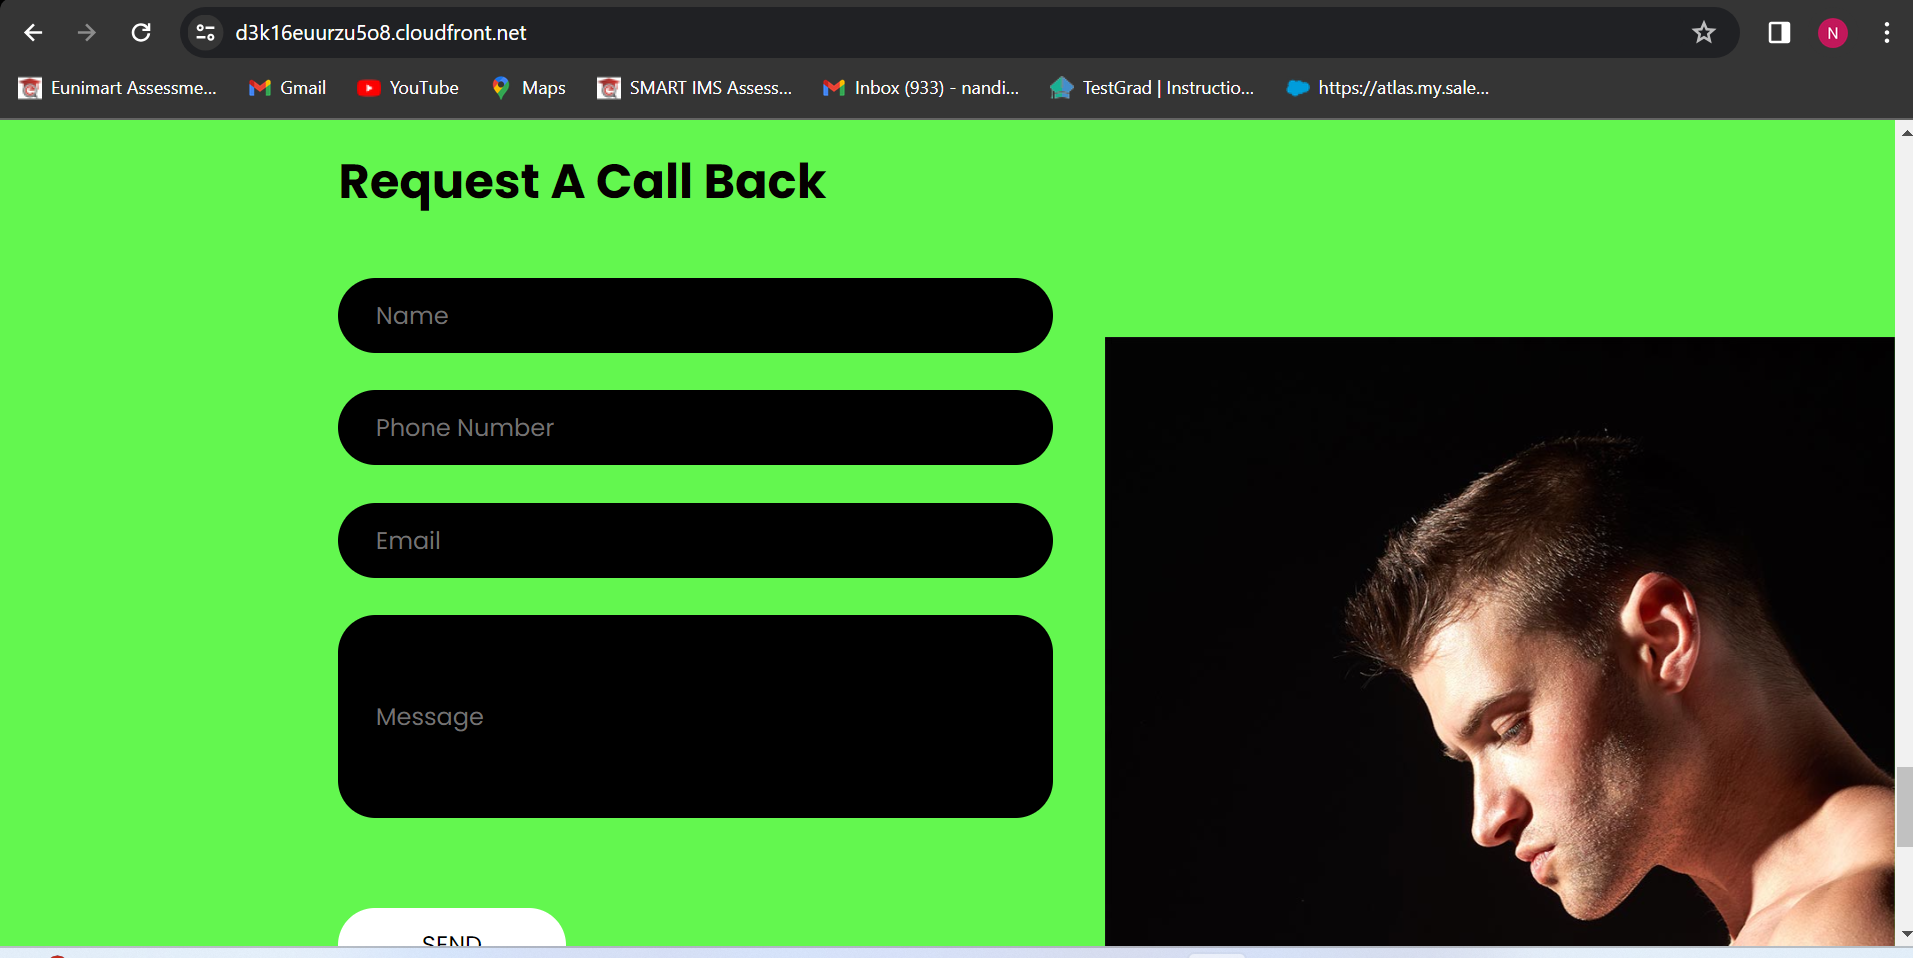 d3k16euurzu5o8.cloudfront.net
N
Eunimart Assessme...
Gmail
YouTube
Maps
SMART IMS Assess...
Inbox (933) - nandi...
TestGrad | Instructio...
https://atlas.my.sale...
Request A Call Back
Name
Phone Number
Email
Message
SEND